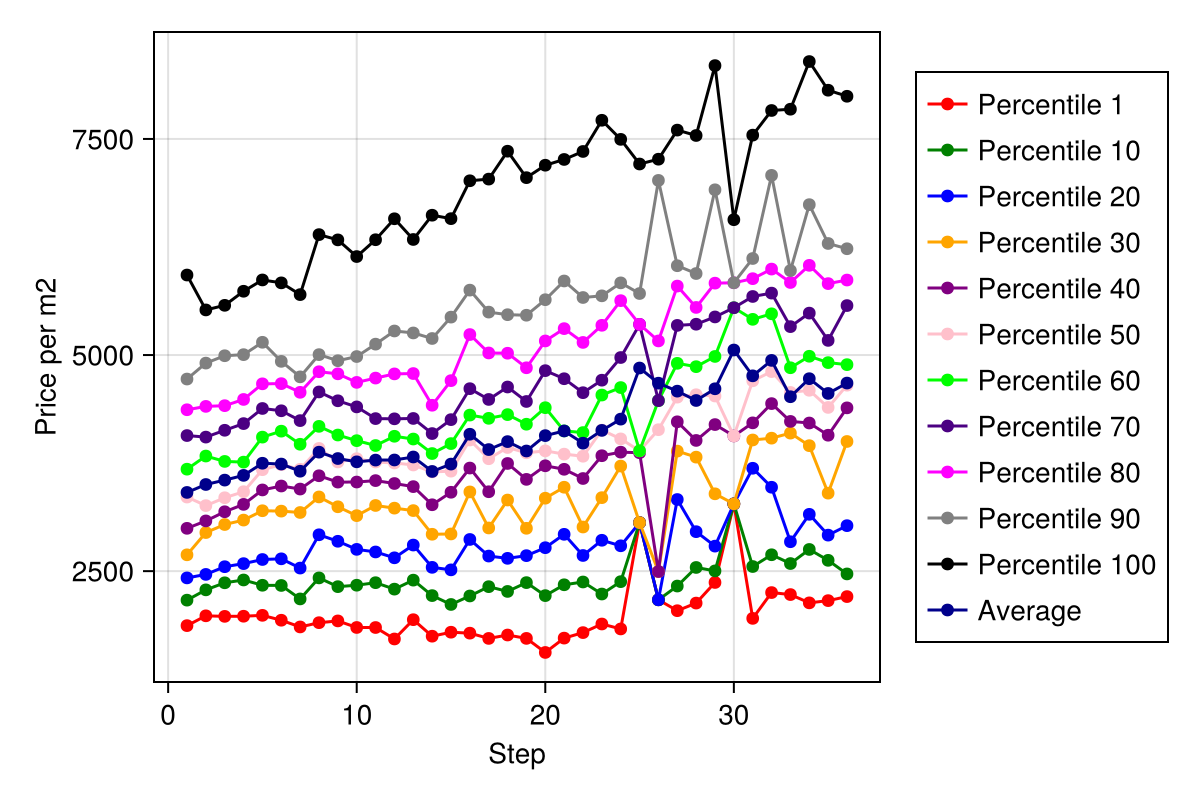 7500
5000
2500
Price per m2
0 10 20 30
Step
Percentile 1
Percentile 10
Percentile 20
Percentile 30
Percentile 40
Percentile 50
Percentile 60
Percentile 70
Percentile 80
Percentile 90
Percentile 100
Average